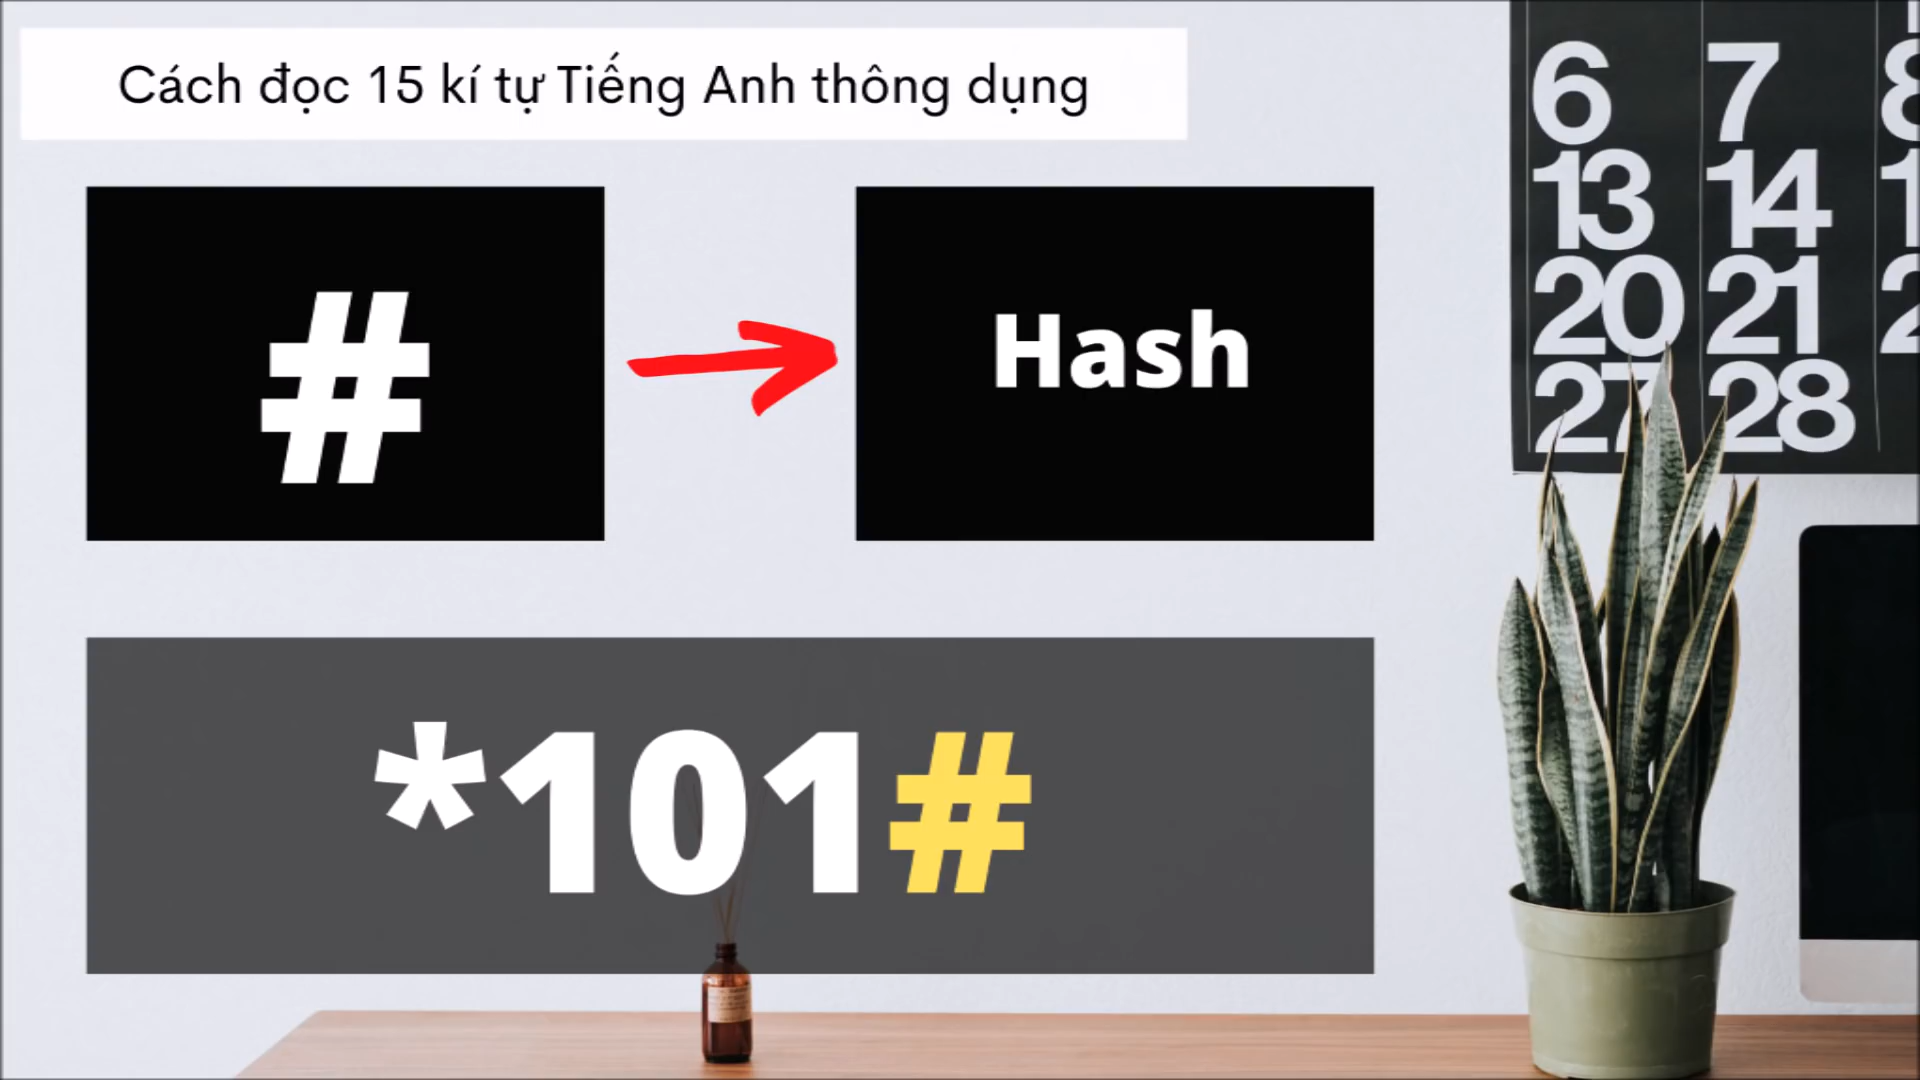 Cách đọc 15 kí tự Tiếng Anh thông dụng
#
Hash
*101#
6 7 8
13 14
20 21
27 28